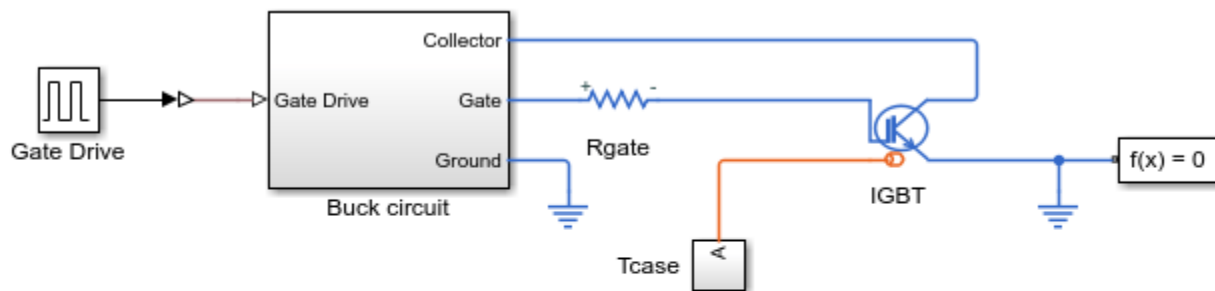 Collector
Gate Drive
Gate
+
-
Gate Drive
Rgate
Ground
f(x) = 0
Buck circuit
IGBT
Tcase
A